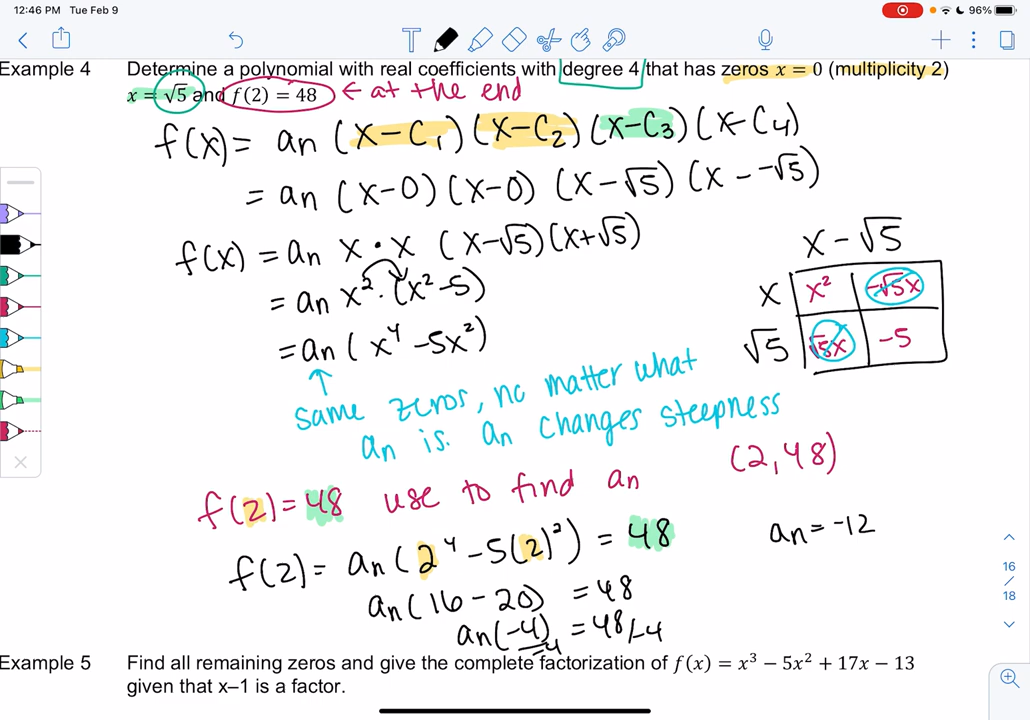 12:46 PM Tue Feb 9
96%
Example 4 Determine a polynomial with real coefficients with degree 4 that has zeros x = 0 (multiplicity 2)
x = √5 and f(2) = 48 ← at the end
f(x) = an (x-C₁) (x-C₂) (x-C₃) (x-C₄)
= an (x-0) (x-0) (x-√5) (x--√5)
f(x) = an x • x (x-√5)(x+√5)
x - √5
= an x² · (x²-5)
x x² -√5x
= an ( x⁴ -5x²)
√5 √5x -5
↑
same zeros, no matter what
an is. an changes steepness
(2,48)
f(2) = 48 use to find an
an = -12
f(2) = an ( 2⁴ -5(2)²) = 48
an (16 - 20) = 48
an (-4) = 48/-4
-4
16
/
18
Example 5 Find all remaining zeros and give the complete factorization of f(x) = x³ − 5x² + 17x − 13
given that x–1 is a factor.